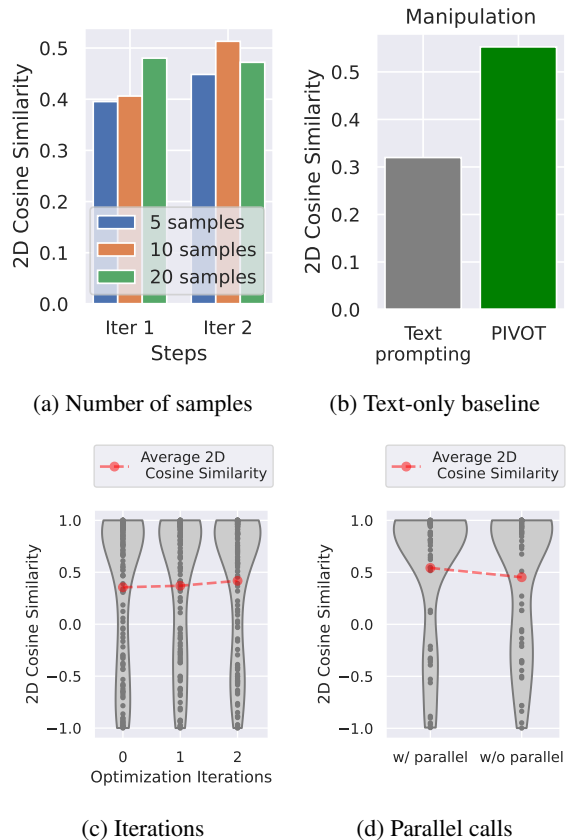 2D Cosine Similarity
0.5
0.4
0.3
0.2
0.1
0.0
5 samples
10 samples
20 samples
Iter 1
Iter 2
Steps
(a) Number of samples
Manipulation
2D Cosine Similarity
0.5
0.4
0.3
0.2
0.1
0.0
Text
prompting
PIVOT
(b) Text-only baseline
Average 2D
Cosine Similarity
2D Cosine Similarity
1.0
0.5
0.0
−0.5
−1.0
0
1
2
Optimization Iterations
(c) Iterations
Average 2D
Cosine Similarity
2D Cosine Similarity
1.0
0.5
0.0
−0.5
−1.0
w/ parallel
w/o parallel
(d) Parallel calls